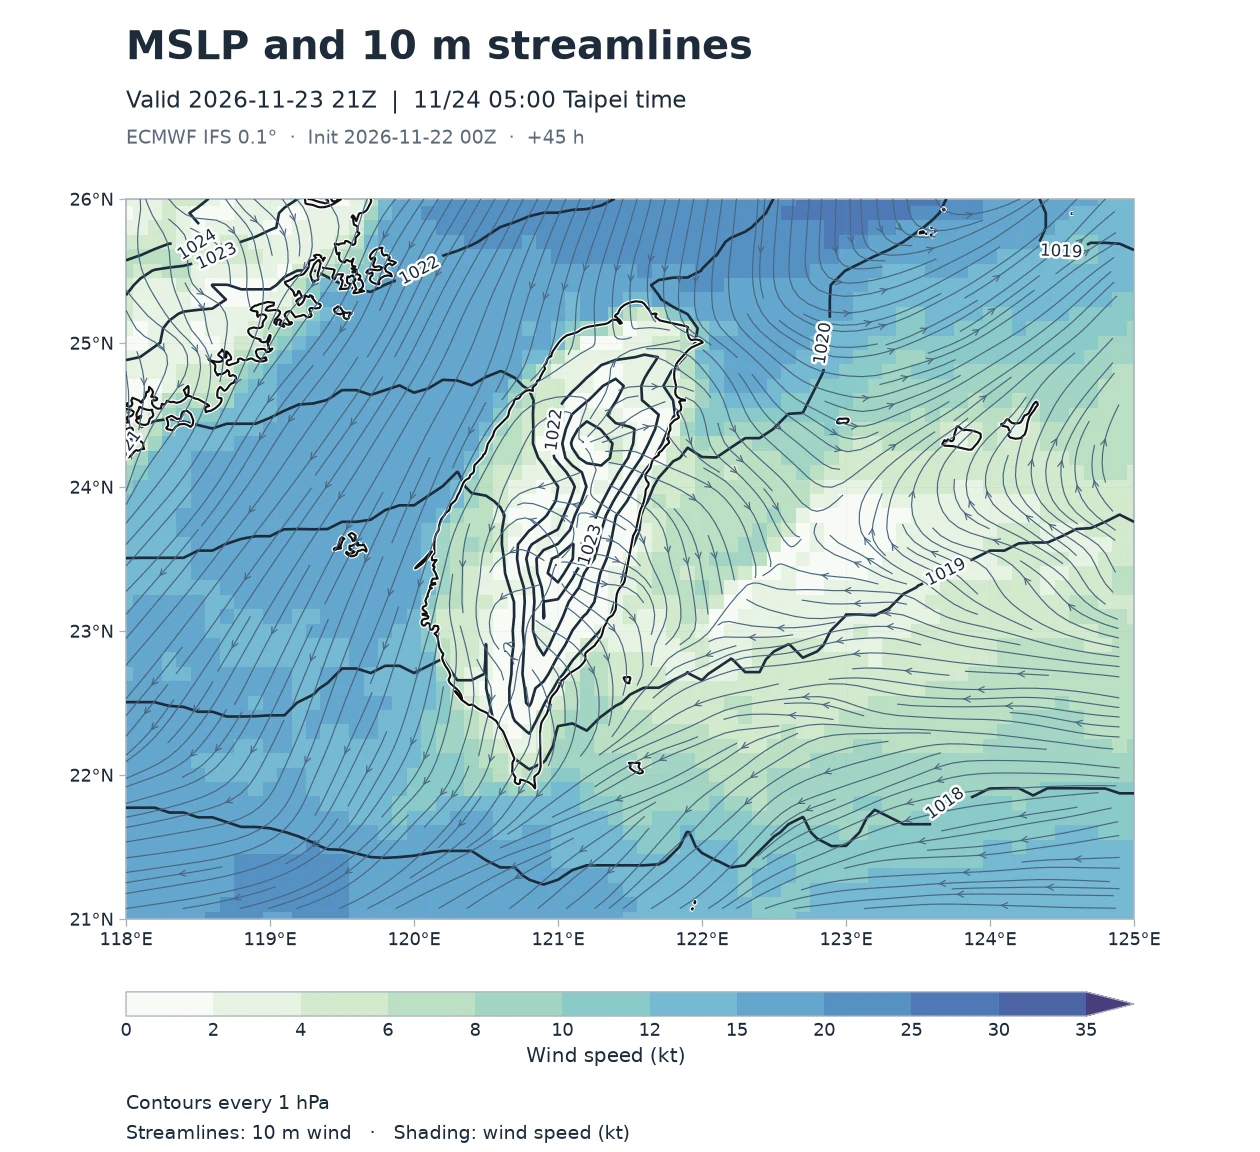 MSLP and 10 m streamlines
Valid 2026-11-23 21Z | 11/24 05:00 Taipei time
ECMWF IFS 0.1° · Init 2026-11-22 00Z · +45 h
26°N
25°N
24°N
23°N
22°N
21°N
1024
1023
1022
1019
1020
21
1022
1023
1019
1018
118°E 119°E 120°E 121°E 122°E 123°E 124°E 125°E
0 2 4 6 8 10 12 15 20 25 30 35
Wind speed (kt)
Contours every 1 hPa
Streamlines: 10 m wind · Shading: wind speed (kt)